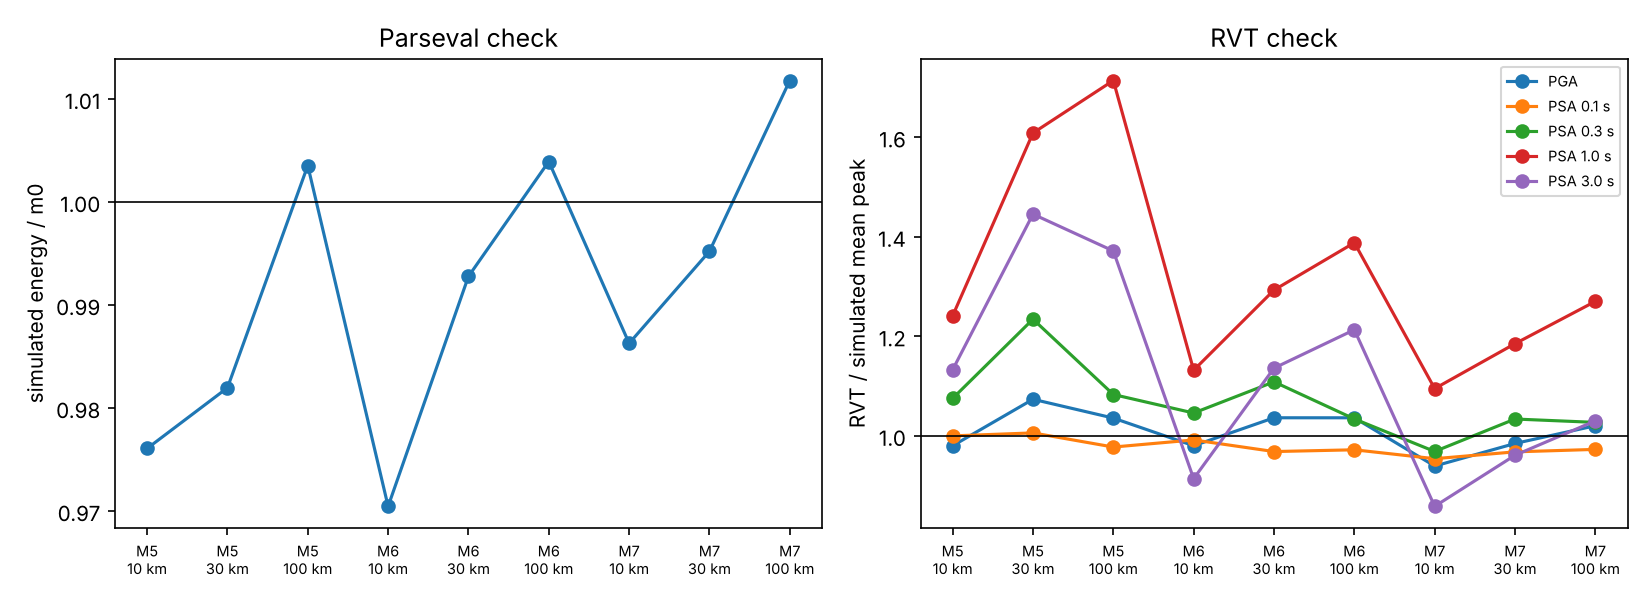 Parseval check
simulated energy / m0
1.01
1.00
0.99
0.98
0.97
M5 M5 M5 M6 M6 M6 M7 M7 M7
10 km 30 km 100 km 10 km 30 km 100 km 10 km 30 km 100 km
RVT check
RVT / simulated mean peak
1.6
1.4
1.2
1.0
PGA
PSA 0.1 s
PSA 0.3 s
PSA 1.0 s
PSA 3.0 s
M5 M5 M5 M6 M6 M6 M7 M7 M7
10 km 30 km 100 km 10 km 30 km 100 km 10 km 30 km 100 km